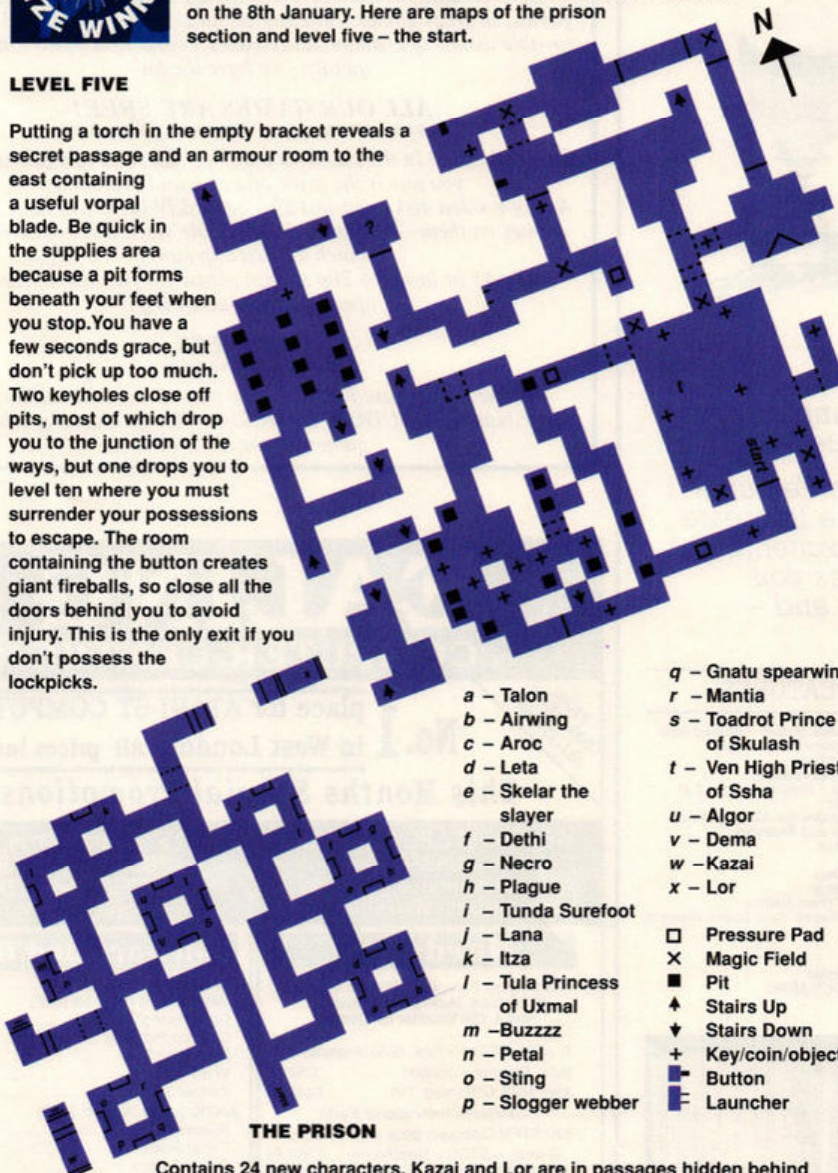 IZE WINN
on the 8th January. Here are maps of the prison
section and level five – the start.
N
LEVEL FIVE
Putting a torch in the empty bracket reveals a
secret passage and an armour room to the
east containing
a useful vorpal
blade. Be quick in
the supplies area
because a pit forms
beneath your feet when
you stop.You have a
few seconds grace, but
don't pick up too much.
Two keyholes close off
pits, most of which drop
you to the junction of the
ways, but one drops you to
level ten where you must
surrender your possessions
to escape. The room
containing the button creates
giant fireballs, so close all the
doors behind you to avoid
injury. This is the only exit if you
don't possess the
lockpicks.
?
start
a – Talon
b – Airwing
c – Aroc
d – Leta
e – Skelar the
slayer
f – Dethi
g – Necro
h – Plague
i – Tunda Surefoot
j – Lana
k – Itza
l – Tula Princess
of Uxmal
m –Buzzzz
n – Petal
o – Sting
p – Slogger webber
q – Gnatu spearwin
r – Mantia
s – Toadrot Prince
of Skulash
t – Ven High Priest
of Ssha
u – Algor
v – Dema
w –Kazai
x – Lor
Pressure Pad
Magic Field
Pit
Stairs Up
Stairs Down
Key/coin/object
Button
Launcher
THE PRISON
Contains 24 new characters. Kazai and Lor are in passages hidden behind